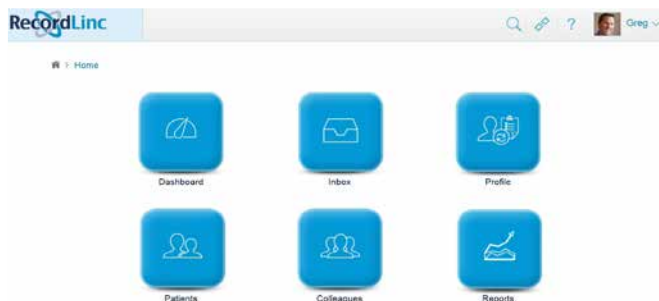 RecordLinc
? Greg
> Home
Dashboard Inbox Profile
Patients Colleagues Reports